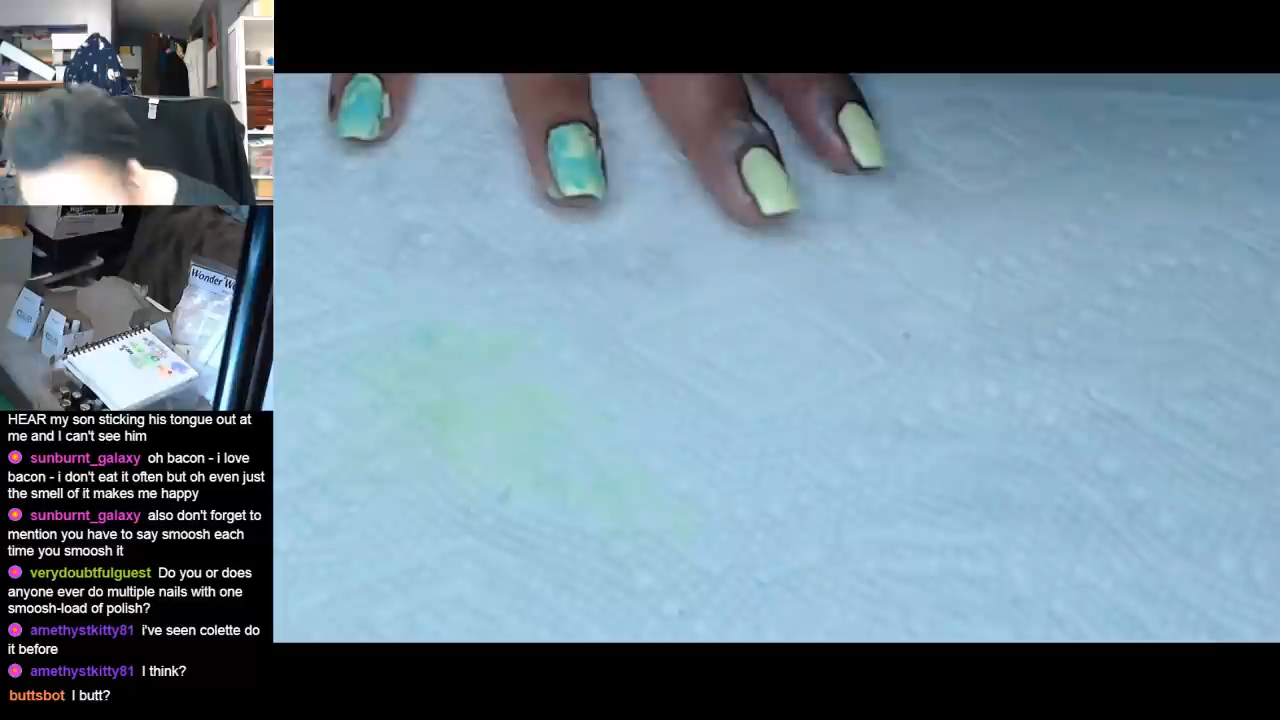 Wonder W
HEAR my son sticking his tongue out at
me and I can't see him
sunburnt_galaxy oh bacon - i love
bacon - i don't eat it often but oh even just
the smell of it makes me happy
sunburnt_galaxy also don't forget to
mention you have to say smoosh each
time you smoosh it
verydoubtfulguest Do you or does
anyone ever do multiple nails with one
smoosh-load of polish?
amethystkitty81 i've seen colette do
it before
amethystkitty81 I think?
buttsbot I butt?